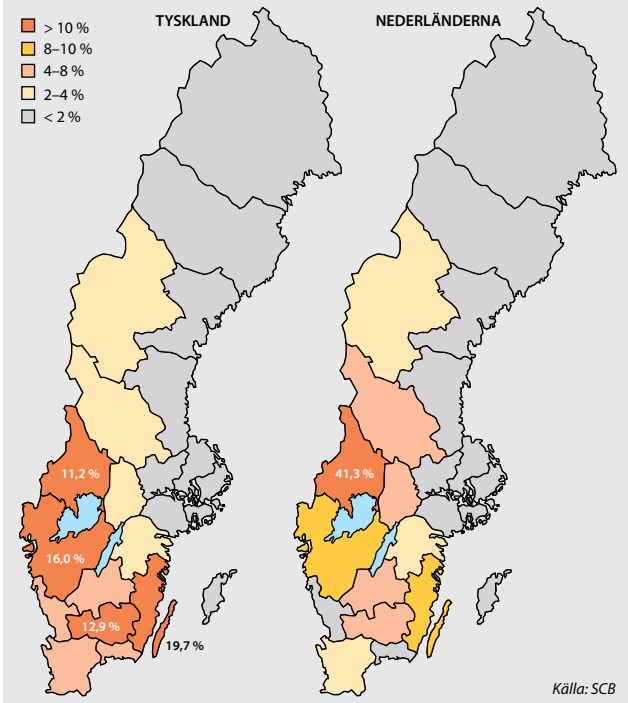 TYSKLAND
NEDERLÄNDERNA
> 10 %
8–10 %
4–8 %
2–4 %
< 2 %
11,2 %
41,3 %
16,0 %
12,9 %
19,7 %
Källa: SCB